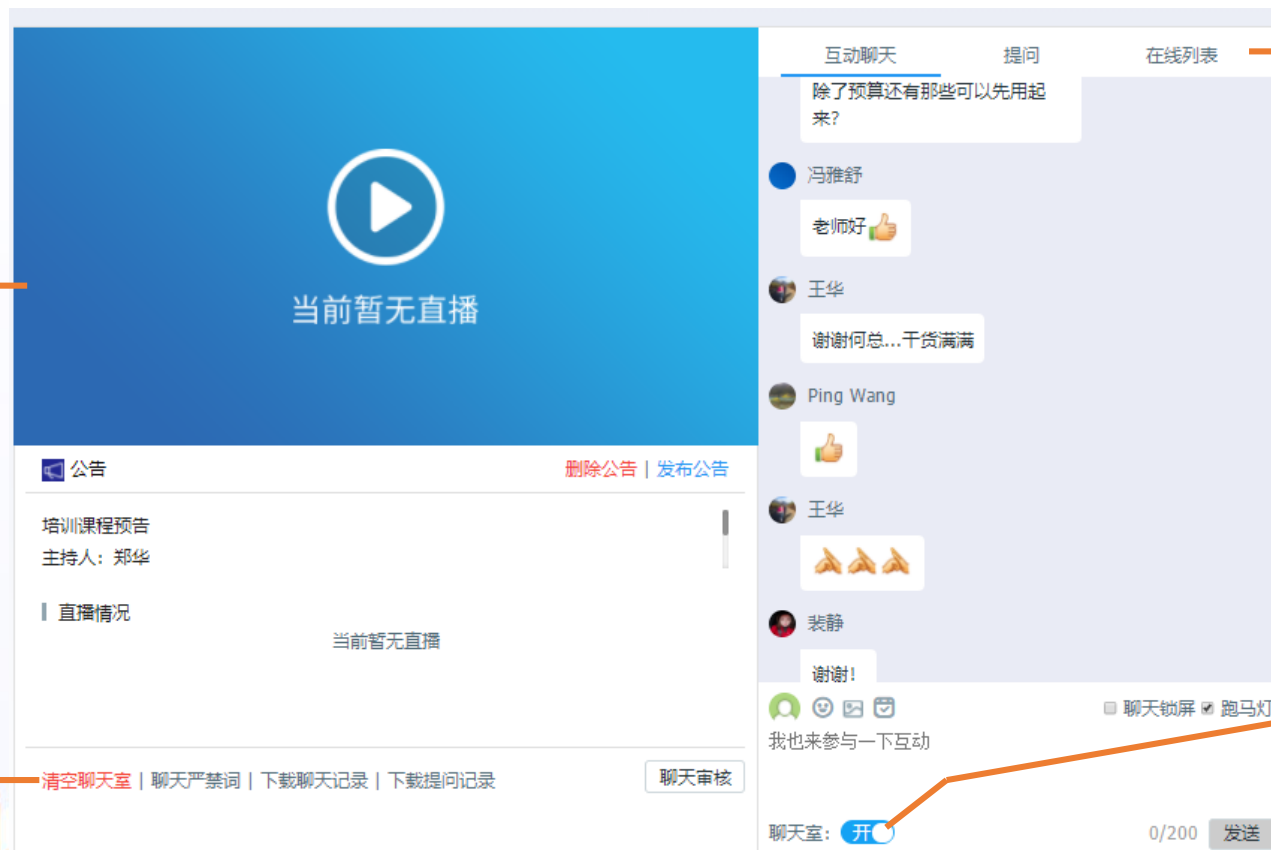 当前暂无直播
公告
删除公告 | 发布公告
培训课程预告
主持人：郑华
直播情况
当前暂无直播
清空聊天室 | 聊天严禁词 | 下载聊天记录 | 下载提问记录
聊天审核
互动聊天 提问 在线列表
除了预算还有那些可以先用起
来？
冯雅舒
老师好
王华
谢谢何总...干货满满
Ping Wang
王华
裴静
谢谢！
聊天锁屏 跑马灯
我也来参与一下互动
聊天室：开
0/200 发送